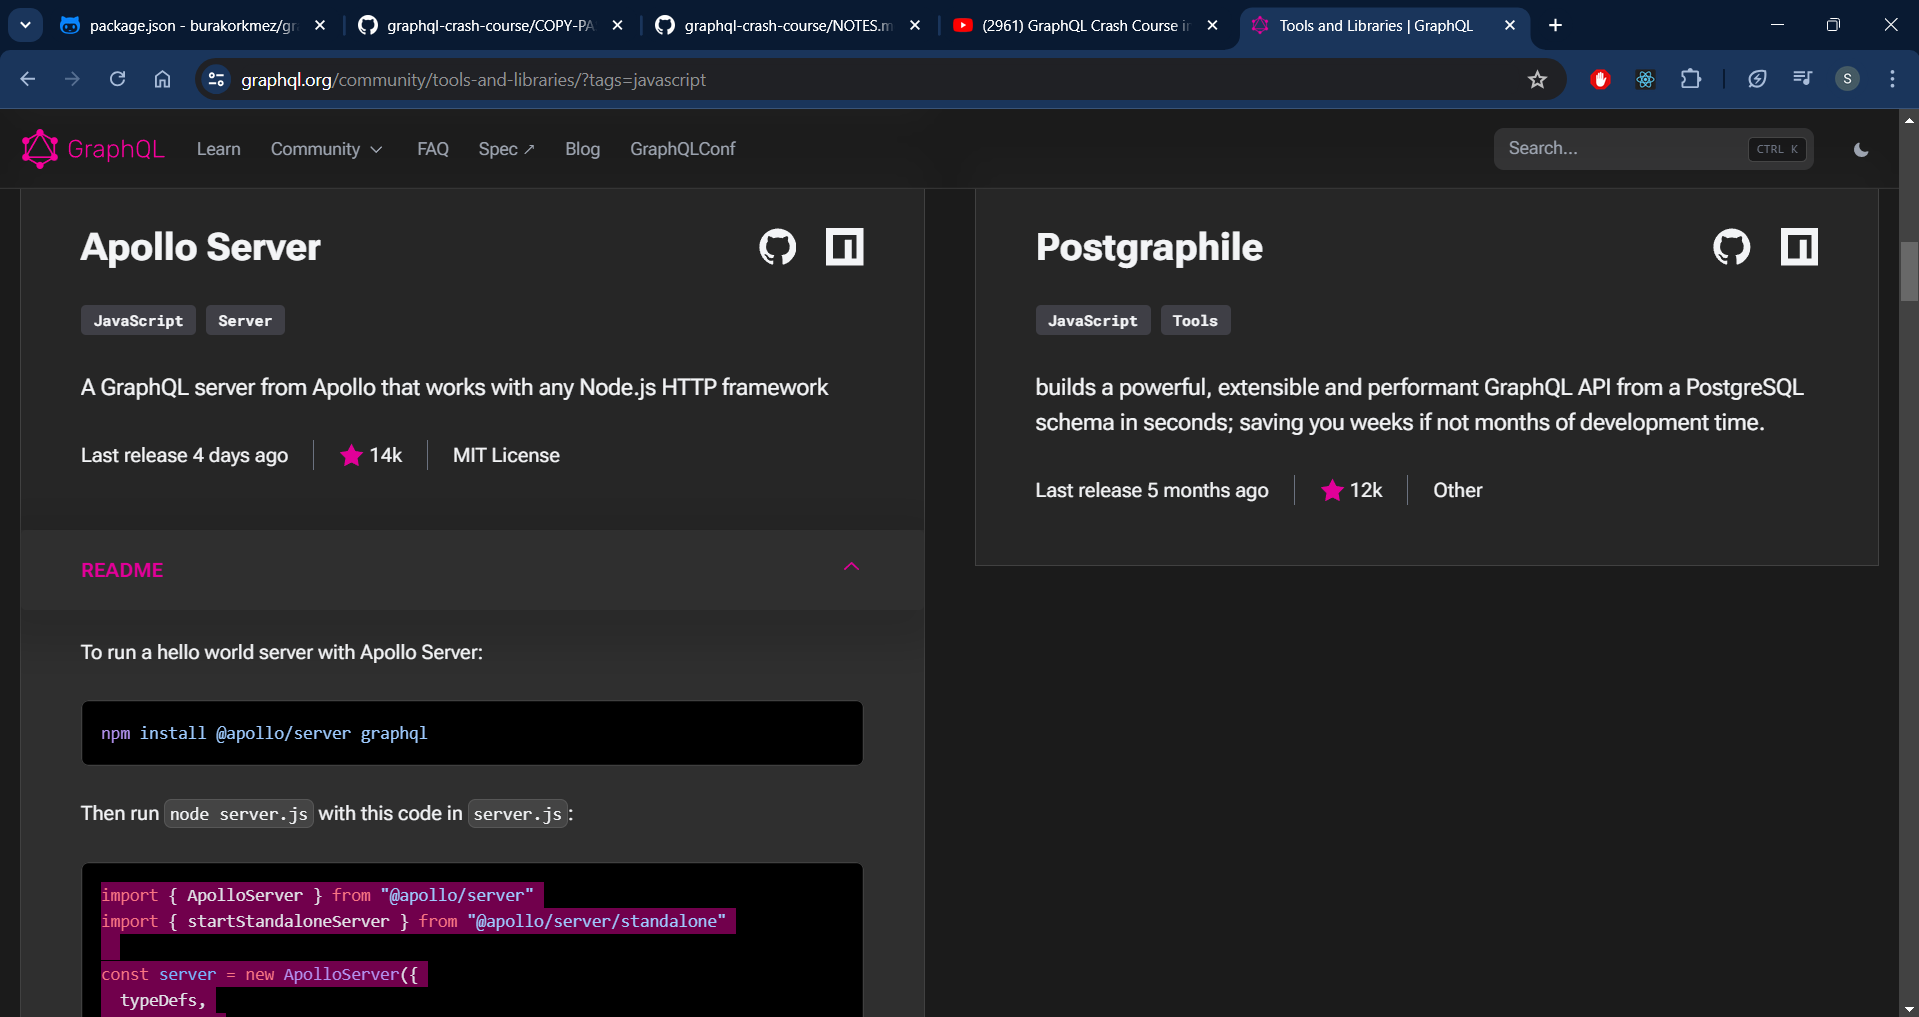 package.json - burakorkmez/gr
graphql-crash-course/COPY-PA
graphql-crash-course/NOTES.m
(2961) GraphQL Crash Course in
Tools and Libraries | GraphQL
graphql.org/community/tools-and-libraries/?tags=javascript
S
GraphQL
Learn
Community
FAQ
Spec ↗
Blog
GraphQLConf
Search...
CTRL K
Apollo Server
JavaScript
Server
A GraphQL server from Apollo that works with any Node.js HTTP framework
Last release 4 days ago
14k
MIT License
README
To run a hello world server with Apollo Server:
npm install @apollo/server graphql
Then run node server.js with this code in server.js:
import { ApolloServer } from "@apollo/server"
import { startStandaloneServer } from "@apollo/server/standalone"
const server = new ApolloServer({
typeDefs,
Postgraphile
JavaScript
Tools
builds a powerful, extensible and performant GraphQL API from a PostgreSQL
schema in seconds; saving you weeks if not months of development time.
Last release 5 months ago
12k
Other